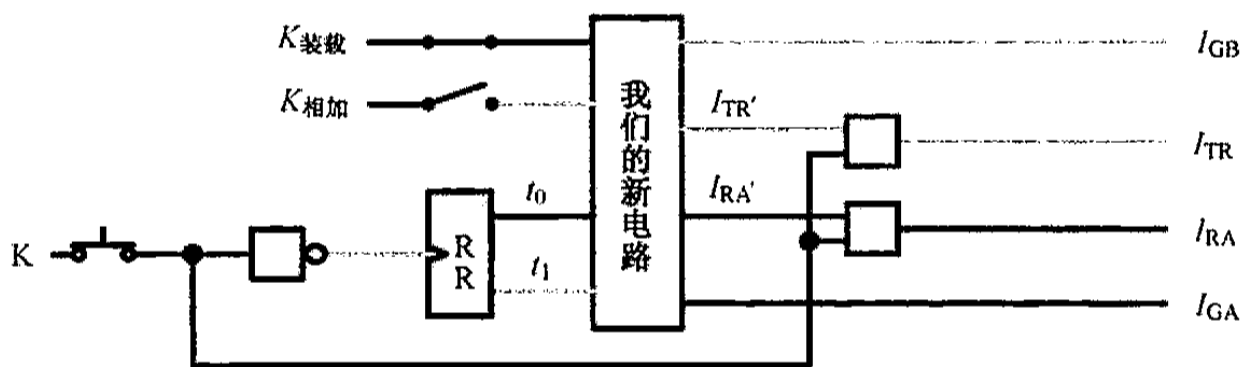 K装载
I_GB
K相加
我们的新电路
I_TR′
I_TR
t₀
I_RA′
K
R
R
I_RA
t₁
I_GA